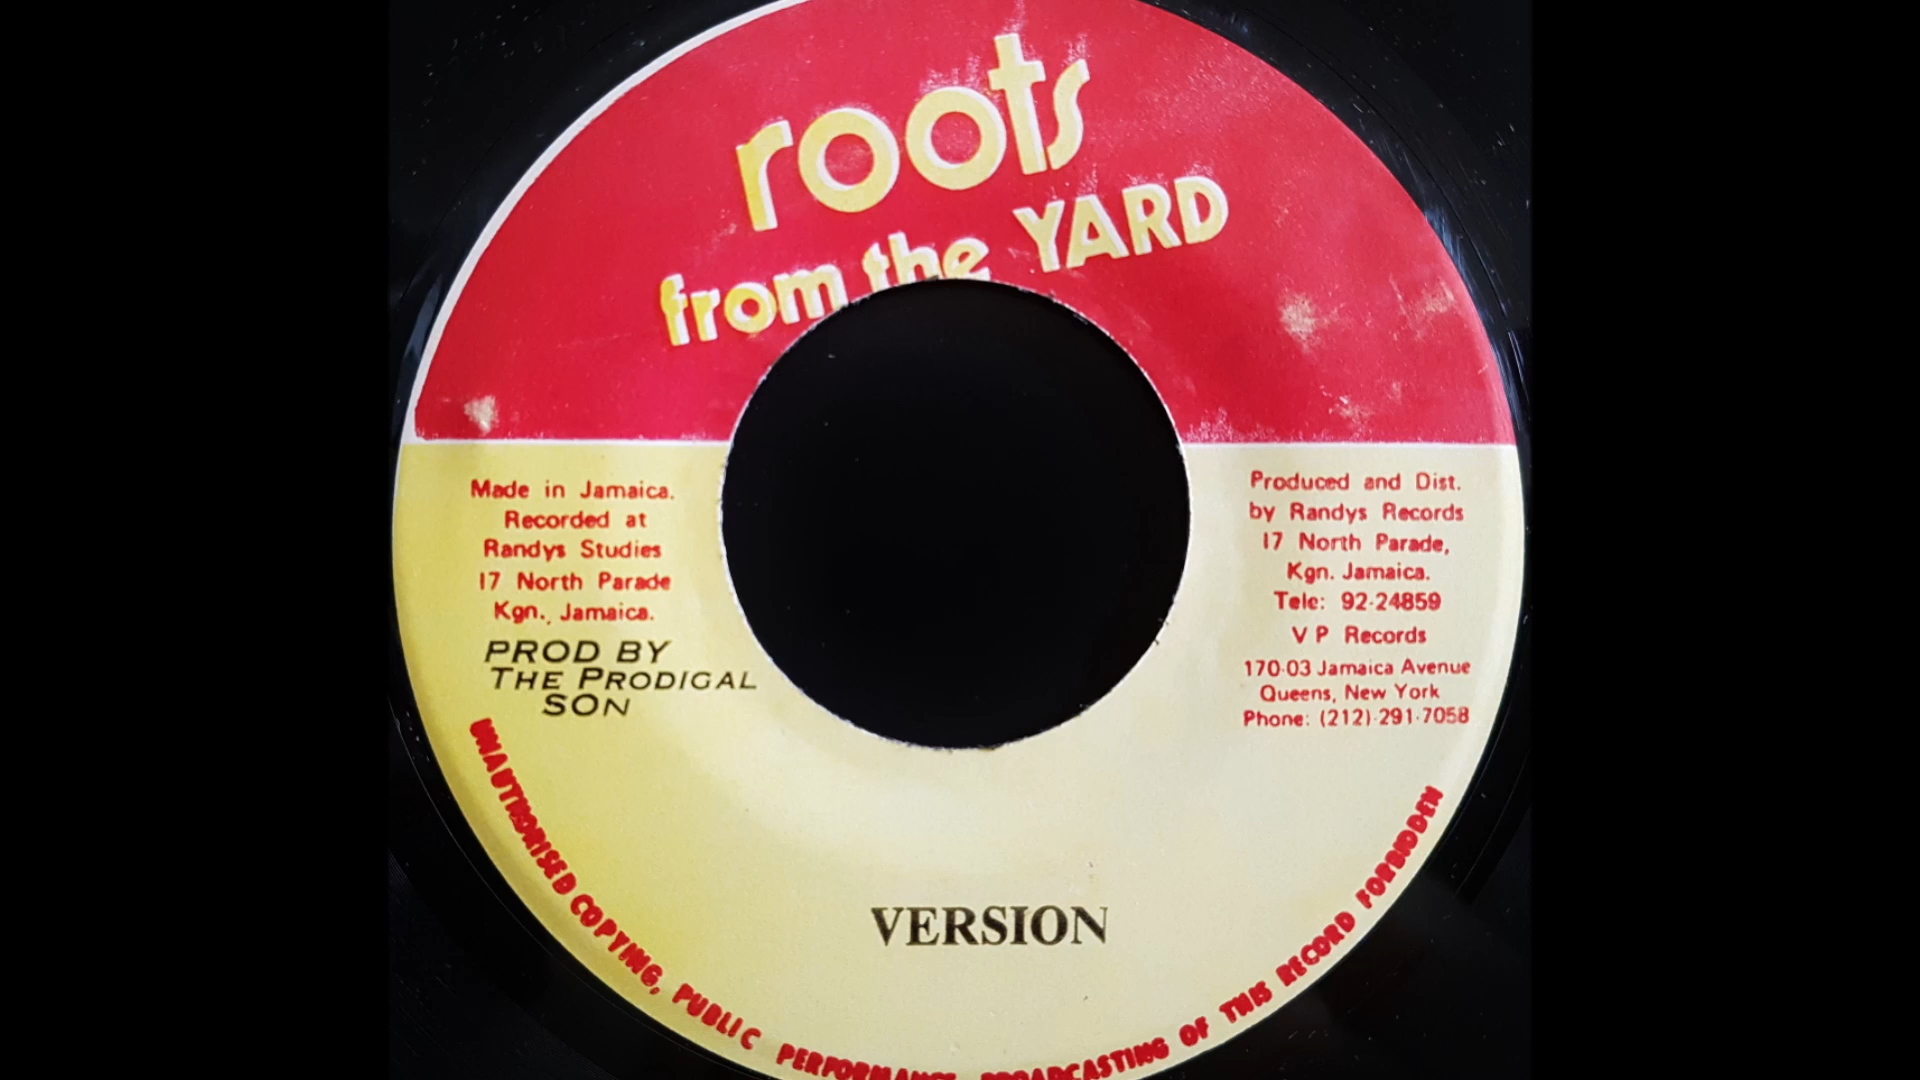 roots
from the YARD
Made in Jamaica.
Recorded at
Randys Studies
17 North Parade
Kgn., Jamaica.
PROD BY
THE PRODIGAL
SON
Produced and Dist.
by Randys Records
17 North Parade,
Kgn. Jamaica.
Tele: 92-24859
V P Records
170-03 Jamaica Avenue
Queens, New York
Phone: (212)-291-7058
VERSION
UNAUTHORISED COPYING, PUBLIC PERFORMANCE, BROADCASTING OF THIS RECORD FORBIDDEN